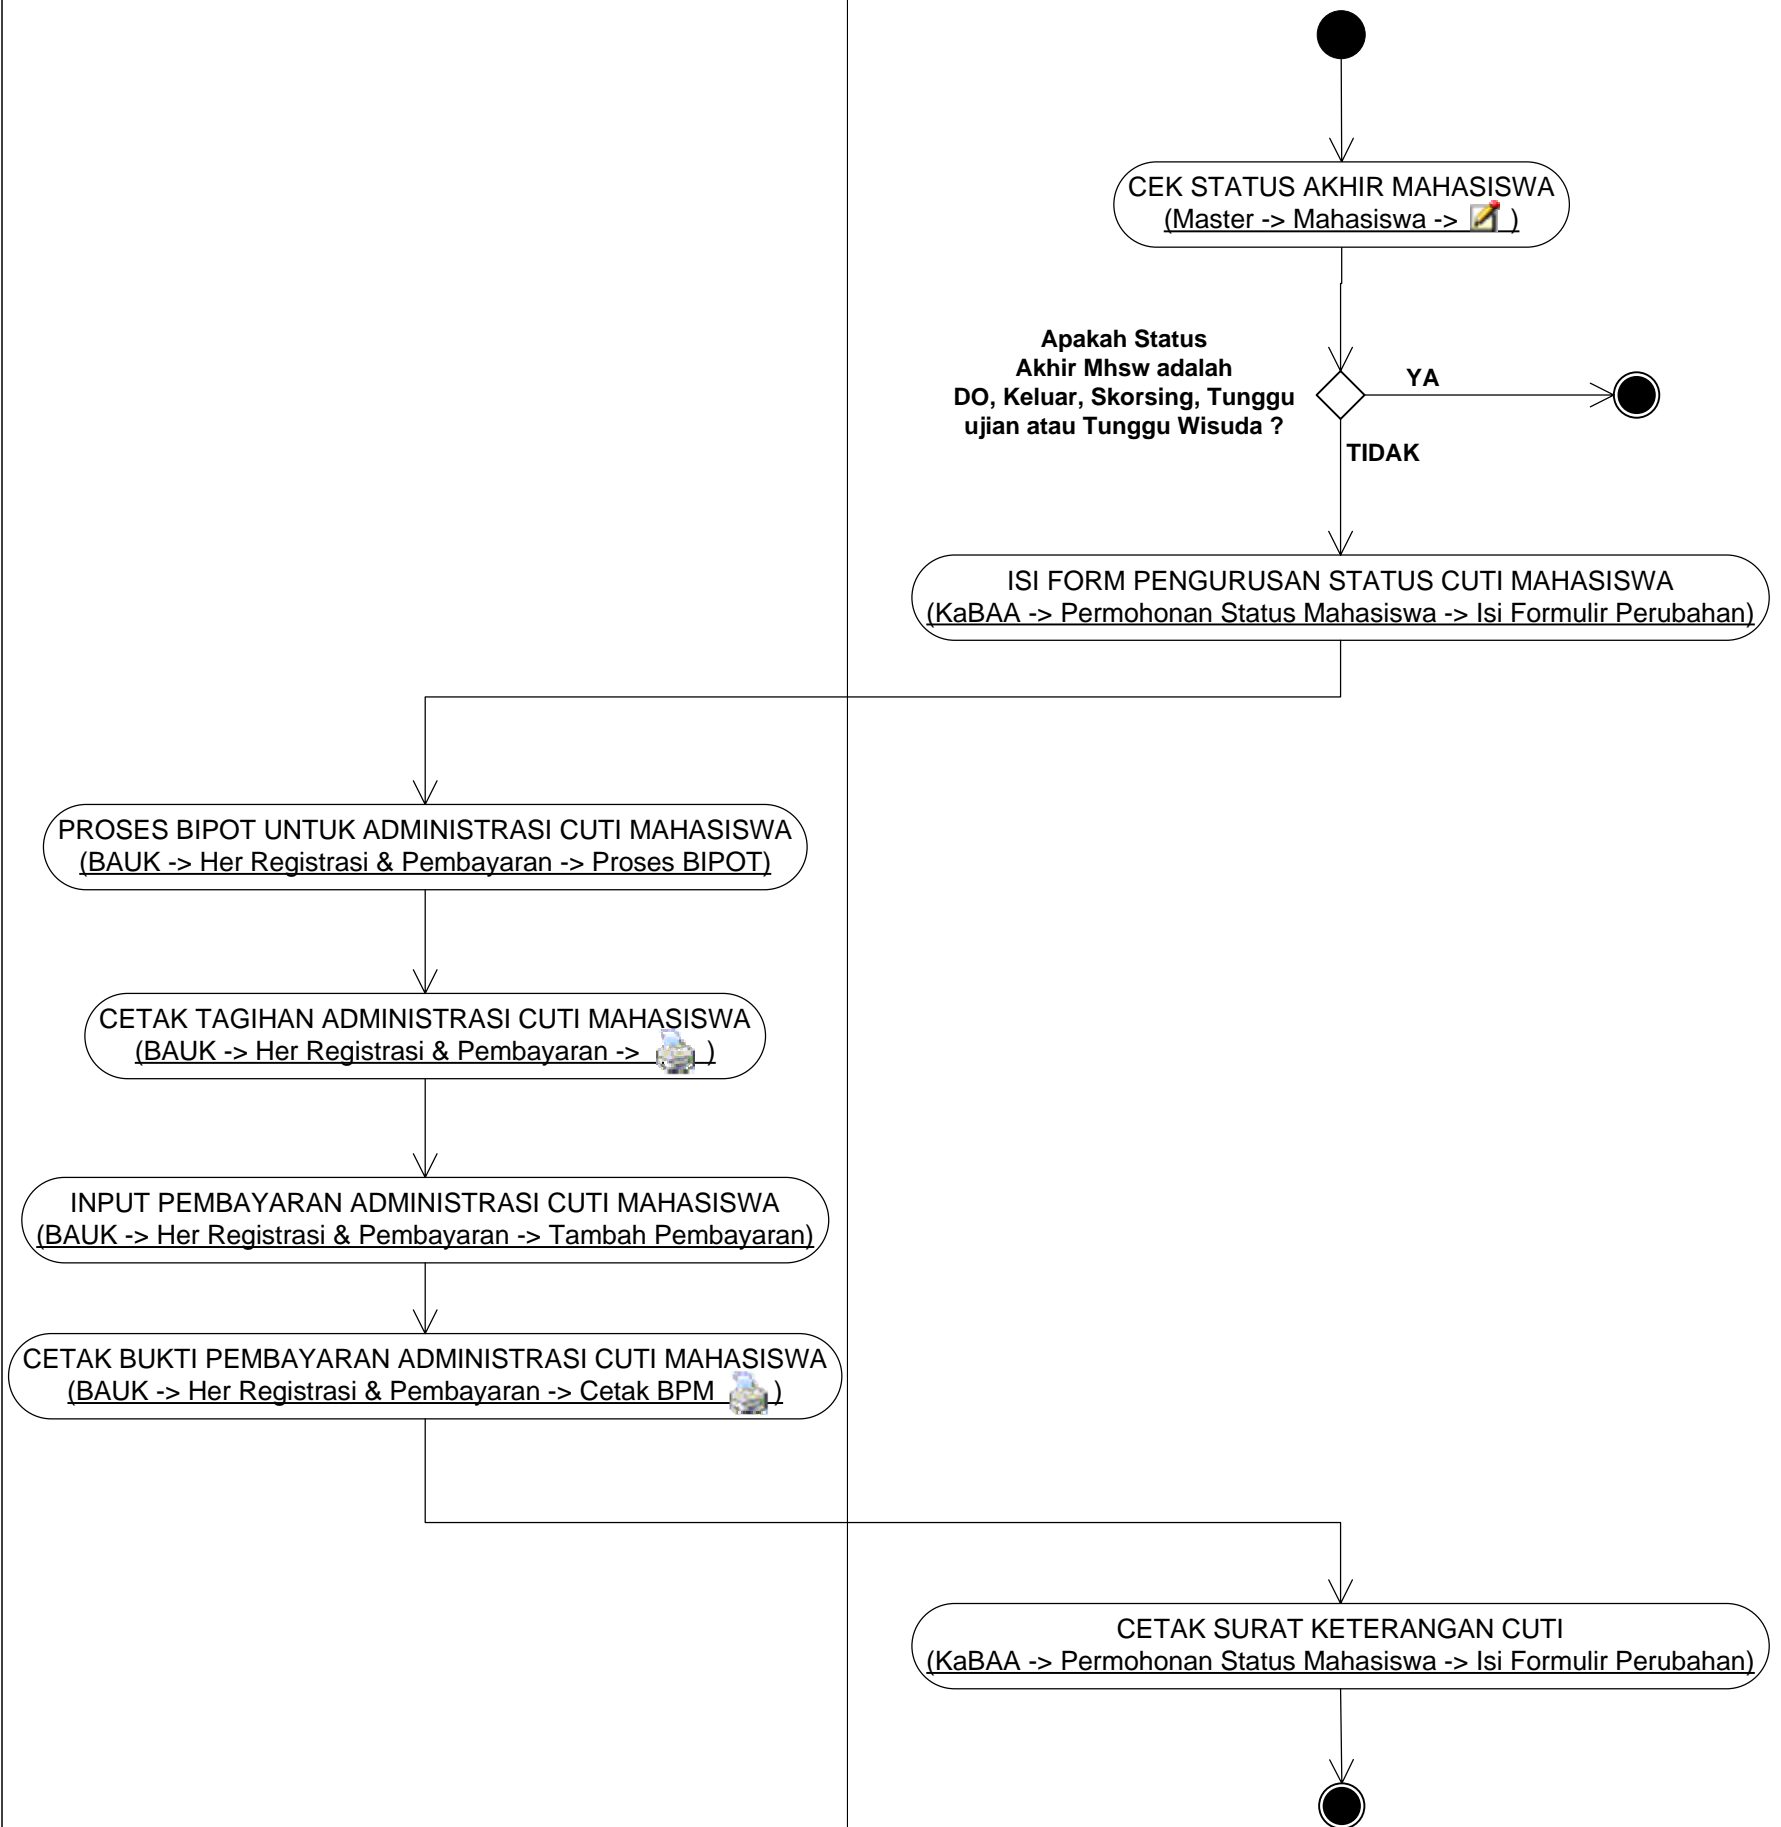 CEK STATUS AKHIR MAHASISWA
(Master -> Mahasiswa -> )
Apakah Status
Akhir Mhsw adalah
DO, Keluar, Skorsing, Tunggu
ujian atau Tunggu Wisuda ?
YA
TIDAK
ISI FORM PENGURUSAN STATUS CUTI MAHASISWA
(KaBAA -> Permohonan Status Mahasiswa -> Isi Formulir Perubahan)
PROSES BIPOT UNTUK ADMINISTRASI CUTI MAHASISWA
(BAUK -> Her Registrasi & Pembayaran -> Proses BIPOT)
CETAK TAGIHAN ADMINISTRASI CUTI MAHASISWA
(BAUK -> Her Registrasi & Pembayaran -> )
INPUT PEMBAYARAN ADMINISTRASI CUTI MAHASISWA
(BAUK -> Her Registrasi & Pembayaran -> Tambah Pembayaran)
CETAK BUKTI PEMBAYARAN ADMINISTRASI CUTI MAHASISWA
(BAUK -> Her Registrasi & Pembayaran -> Cetak BPM )
CETAK SURAT KETERANGAN CUTI
(KaBAA -> Permohonan Status Mahasiswa -> Isi Formulir Perubahan)